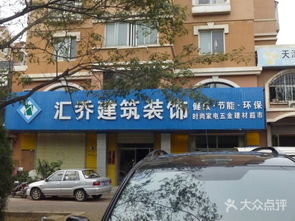 汇乔建筑装饰
健康·节能·环保
时尚家电五金建材超市
天
大众点评